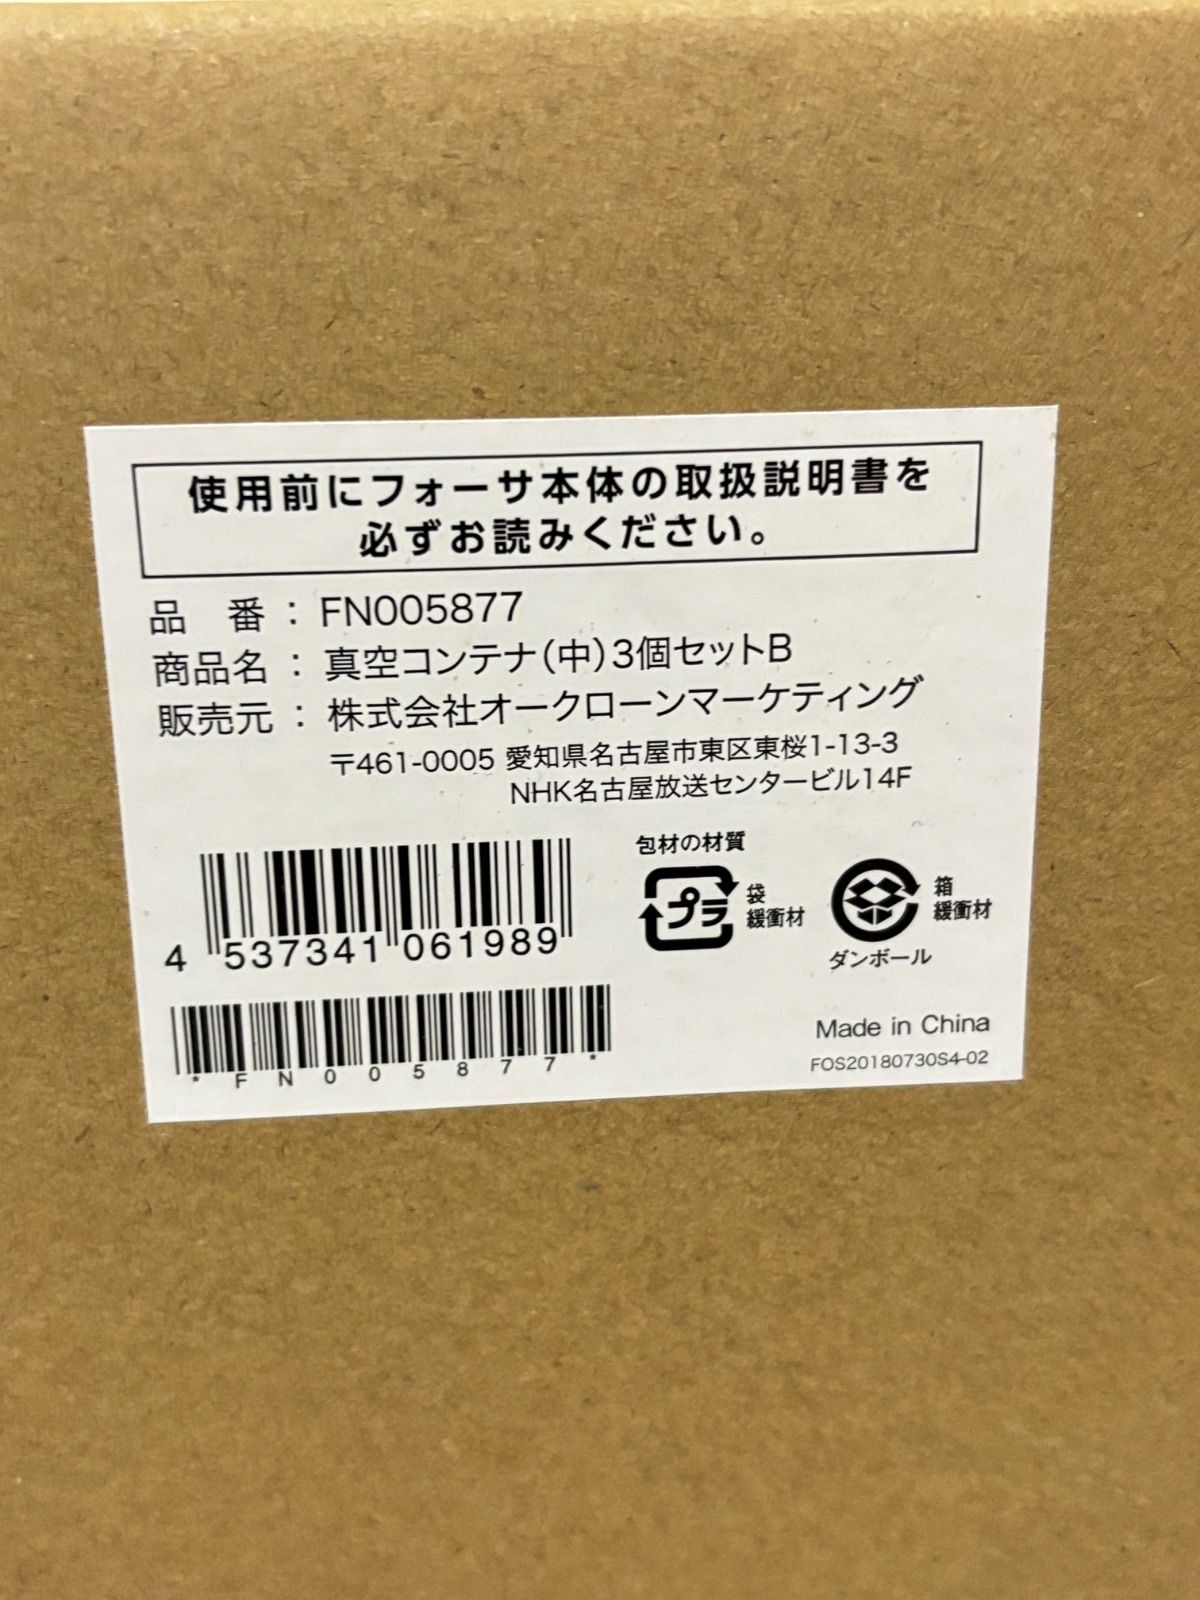 使用前にフォーサ本体の取扱説明書を
必ずお読みください。
品　番 : FN005877
商品名 : 真空コンテナ(中)3個セットB
販売元 : 株式会社オークローンマーケティング
〒461-0005 愛知県名古屋市東区東桜1-13-3
NHK名古屋放送センタービル14F
包材の材質
プラ
袋
緩衝材
箱
緩衝材
ダンボール
4 537341 061989
*FN005877*
Made in China
FOS20180730S4-02